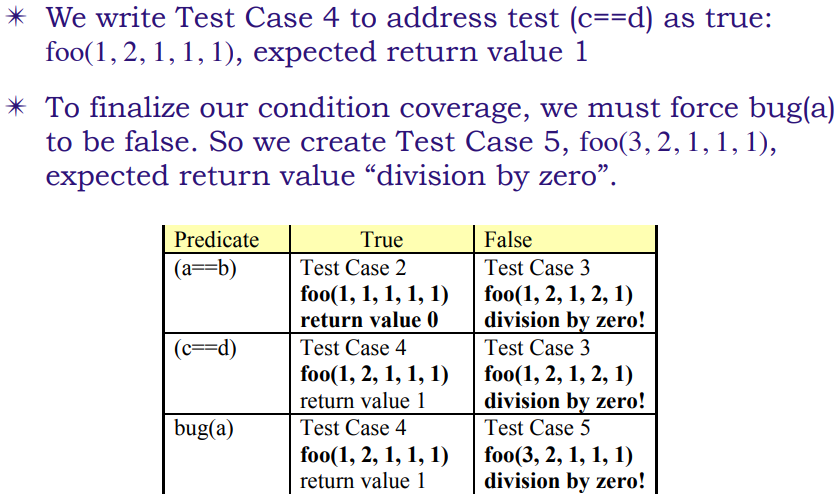 ✴ We write Test Case 4 to address test (c==d) as true:
foo(1, 2, 1, 1, 1), expected return value 1
✴ To finalize our condition coverage, we must force bug(a)
to be false. So we create Test Case 5, foo(3, 2, 1, 1, 1),
expected return value “division by zero”.
Predicate True False
(a==b) Test Case 2 Test Case 3
foo(1, 1, 1, 1, 1) foo(1, 2, 1, 2, 1)
return value 0 division by zero!
(c==d) Test Case 4 Test Case 3
foo(1, 2, 1, 1, 1) foo(1, 2, 1, 2, 1)
return value 1 division by zero!
bug(a) Test Case 4 Test Case 5
foo(1, 2, 1, 1, 1) foo(3, 2, 1, 1, 1)
return value 1 division by zero!